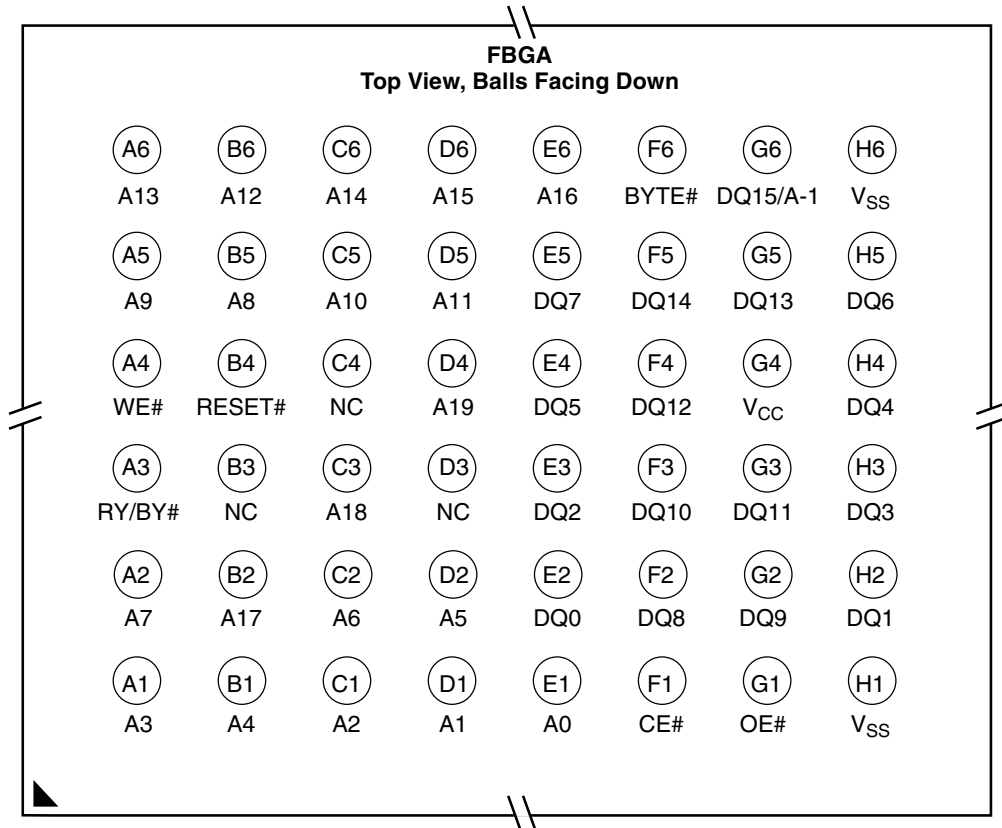 FBGA
Top View, Balls Facing Down
A6 B6 C6 D6 E6 F6 G6 H6
A13 A12 A14 A15 A16 BYTE# DQ15/A-1 VSS
A5 B5 C5 D5 E5 F5 G5 H5
A9 A8 A10 A11 DQ7 DQ14 DQ13 DQ6
A4 B4 C4 D4 E4 F4 G4 H4
WE# RESET# NC A19 DQ5 DQ12 VCC DQ4
A3 B3 C3 D3 E3 F3 G3 H3
RY/BY# NC A18 NC DQ2 DQ10 DQ11 DQ3
A2 B2 C2 D2 E2 F2 G2 H2
A7 A17 A6 A5 DQ0 DQ8 DQ9 DQ1
A1 B1 C1 D1 E1 F1 G1 H1
A3 A4 A2 A1 A0 CE# OE# VSS